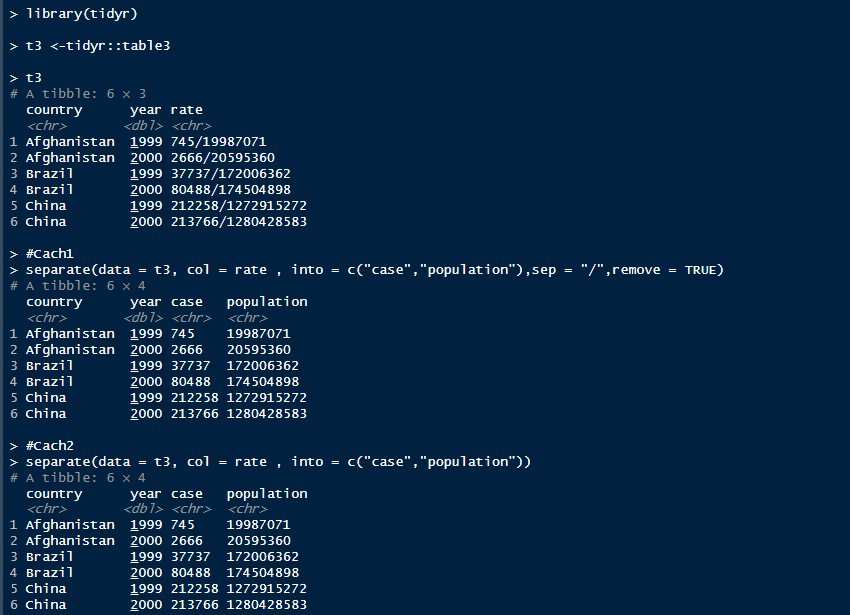 > library(tidyr)
> t3 <-tidyr::table3
> t3
# A tibble: 6 × 3
  country      year rate
  <chr>       <dbl> <chr>
1 Afghanistan  1999 745/19987071
2 Afghanistan  2000 2666/20595360
3 Brazil       1999 37737/172006362
4 Brazil       2000 80488/174504898
5 China        1999 212258/1272915272
6 China        2000 213766/1280428583
> #Cach1
> separate(data = t3, col = rate , into = c("case","population"),sep = "/",remove = TRUE)
# A tibble: 6 × 4
  country      year case   population
  <chr>       <dbl> <chr>  <chr>
1 Afghanistan  1999 745    19987071
2 Afghanistan  2000 2666   20595360
3 Brazil       1999 37737  172006362
4 Brazil       2000 80488  174504898
5 China        1999 212258 1272915272
6 China        2000 213766 1280428583
> #Cach2
> separate(data = t3, col = rate , into = c("case","population"))
# A tibble: 6 × 4
  country      year case   population
  <chr>       <dbl> <chr>  <chr>
1 Afghanistan  1999 745    19987071
2 Afghanistan  2000 2666   20595360
3 Brazil       1999 37737  172006362
4 Brazil       2000 80488  174504898
5 China        1999 212258 1272915272
6 China        2000 213766 1280428583